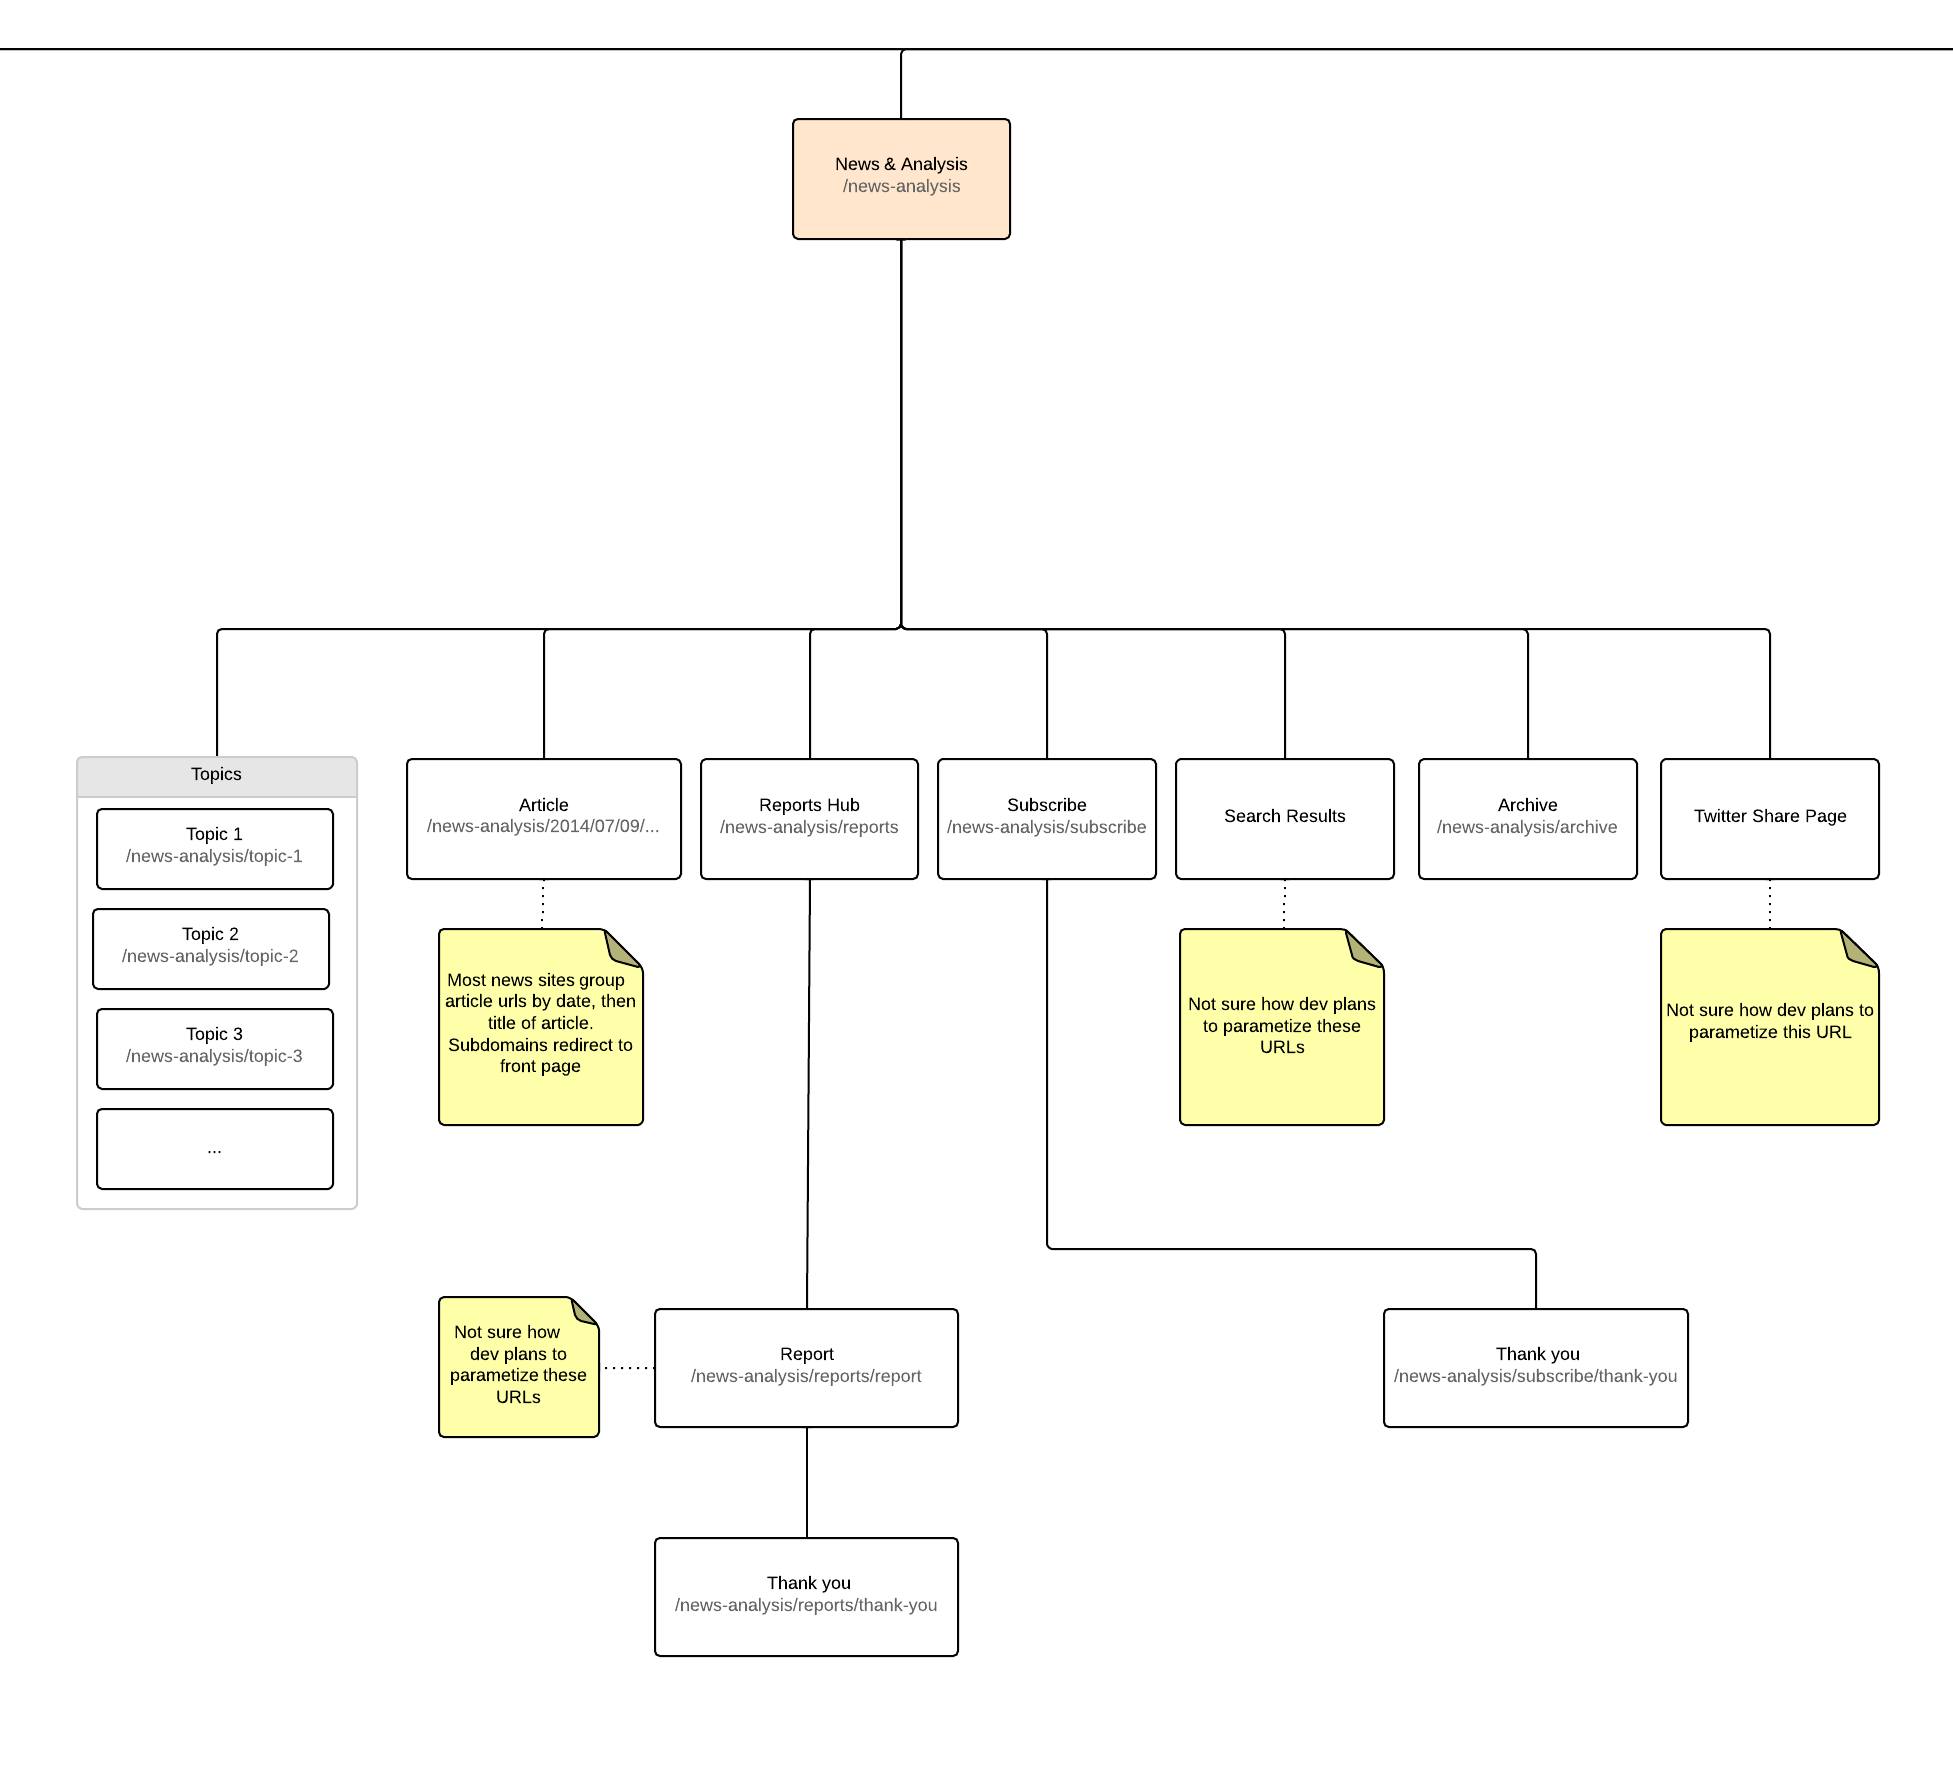 News & Analysis
/news-analysis
Topics
Topic 1
/news-analysis/topic-1
Topic 2
/news-analysis/topic-2
Topic 3
/news-analysis/topic-3
...
Article
/news-analysis/2014/07/09/...
Reports Hub
/news-analysis/reports
Subscribe
/news-analysis/subscribe
Search Results
Archive
/news-analysis/archive
Twitter Share Page
Most news sites group
article urls by date, then
title of article.
Subdomains redirect to
front page
Not sure how dev plans
to parametize these
URLs
Not sure how dev plans to
parametize this URL
Not sure how
dev plans to
parametize these
URLs
Report
/news-analysis/reports/report
Thank you
/news-analysis/subscribe/thank-you
Thank you
/news-analysis/reports/thank-you